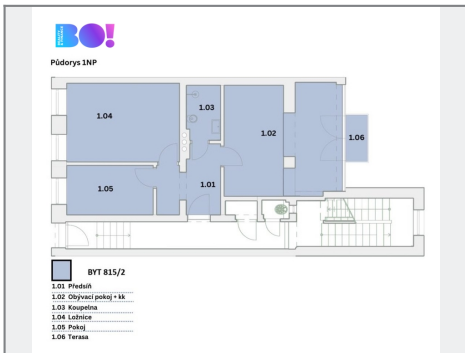 BO!
Půdorys 1NP
1.04
1.03
1.02
1.06
1.05
1.01
BYT 815/2
1.01 Předsíň
1.02 Obývací pokoj + kk
1.03 Koupelna
1.04 Ložnice
1.05 Pokoj
1.06 Terasa